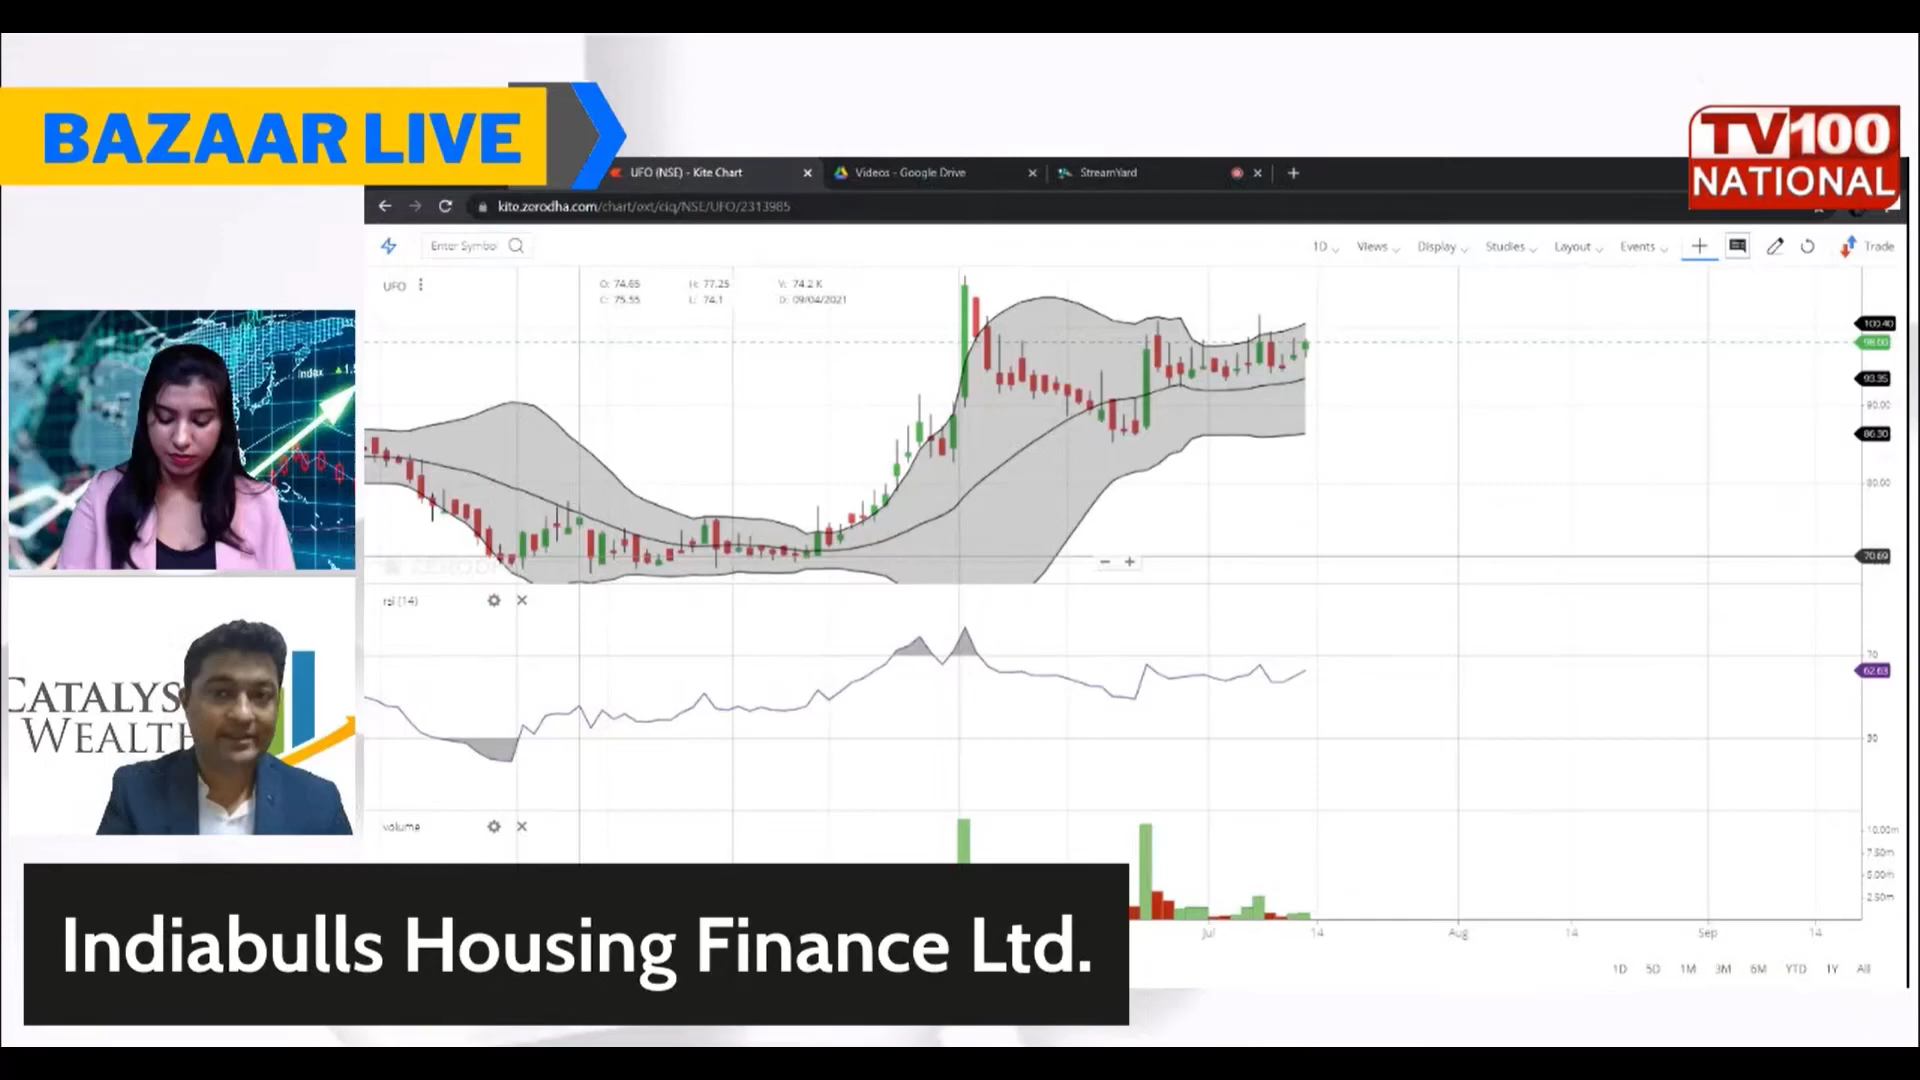 BAZAAR LIVE
TV100
NATIONAL
UFO (NSE) - Kite Chart
Videos - Google Drive
StreamYard
kite.zerodha.com/chart/ext/ciq/NSE/UFO/2313985
Enter Symbol
1D
Views
Display
Studies
Layout
Events
Trade
UFO
O: 74.65 H: 77.25 V: 74.2 K
C: 75.55 L: 74.1 D: 09/04/2021
100.40
98.00
93.35
90.00
86.30
80.00
70.69
Index
CATALYS
WEALTH
rsi (14)
70
62.63
30
volume
10.00m
7.50m
5.00m
2.50m
Jul 14 Aug 14 Sep 14
1D 5D 1M 3M 6M YTD 1Y All
Indiabulls Housing Finance Ltd.